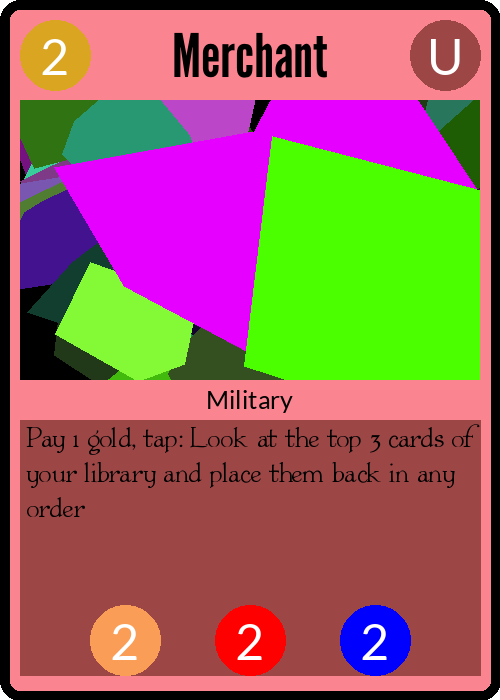 2 Merchant U
Military
Pay 1 gold, tap: Look at the top 3 cards of
your library and place them back in any
order
2 2 2